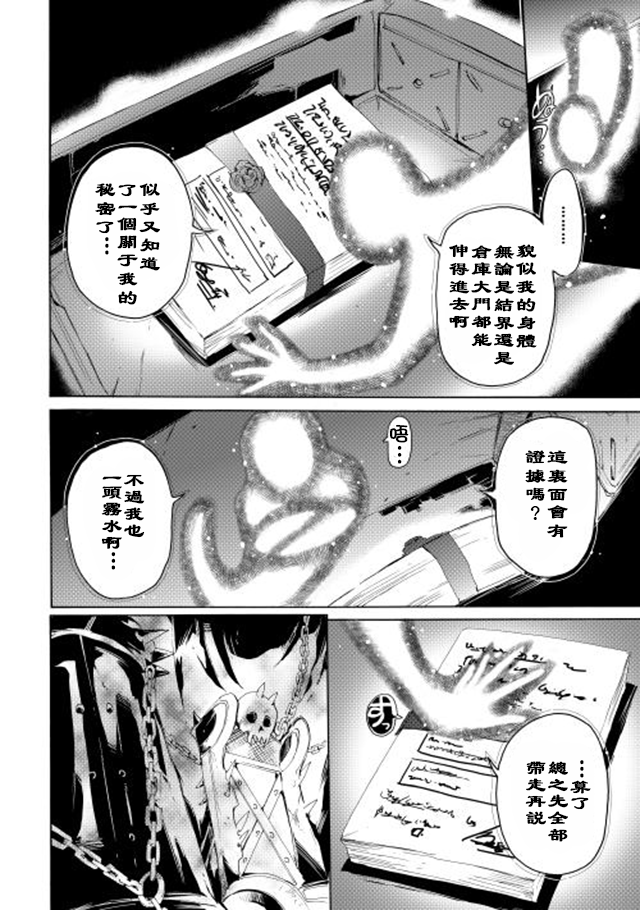 ………
貌似我的身體
無論是結界還是
倉庫大門都能
伸得進去啊
似乎又知道
了一個關于我的
秘密了…
這裏面會有
證據嗎？
唔…
不過我也
一頭霧水啊…
すっ
…算了
總之先全部
帶走再説